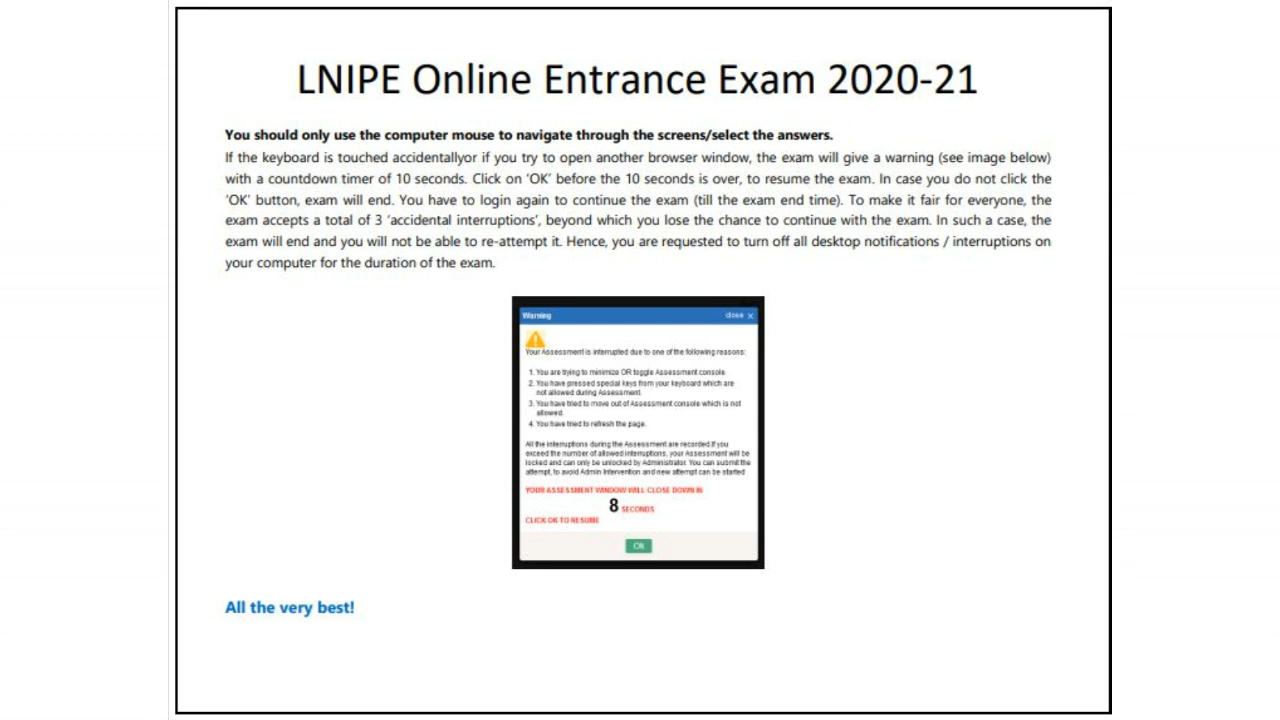 LNIPE Online Entrance Exam 2020-21
You should only use the computer mouse to navigate through the screens/select the answers.
If the keyboard is touched accidentallyor if you try to open another browser window, the exam will give a warning (see image below)
with a countdown timer of 10 seconds. Click on 'OK' before the 10 seconds is over, to resume the exam. In case you do not click the
'OK' button, exam will end. You have to login again to continue the exam (till the exam end time). To make it fair for everyone, the
exam accepts a total of 3 'accidental interruptions', beyond which you lose the chance to continue with the exam. In such a case, the
exam will end and you will not be able to re-attempt it. Hence, you are requested to turn off all desktop notifications / interruptions on
your computer for the duration of the exam.
Warning close x
Your Assessment is interrupted due to one of the following reasons:
1. You are trying to minimize OR toggle Assessment console
2. You have pressed special keys from your keyboard which are
not allowed during Assessment.
3. You have tried to move out of Assessment console which is not
allowed.
4. You have tried to refresh the page.
All the interruptions during the Assessment are recorded.If you
exceed the number of allowed interruptions, your Assessment will be
locked and can only be unlocked by Administrator. You can submit the
attempt, to avoid Admin Intervention and new attempt can be started
YOUR ASSESSMENT WINDOW WILL CLOSE DOWN IN
8 SECONDS
CLICK OK TO RESUME
Ok
All the very best!